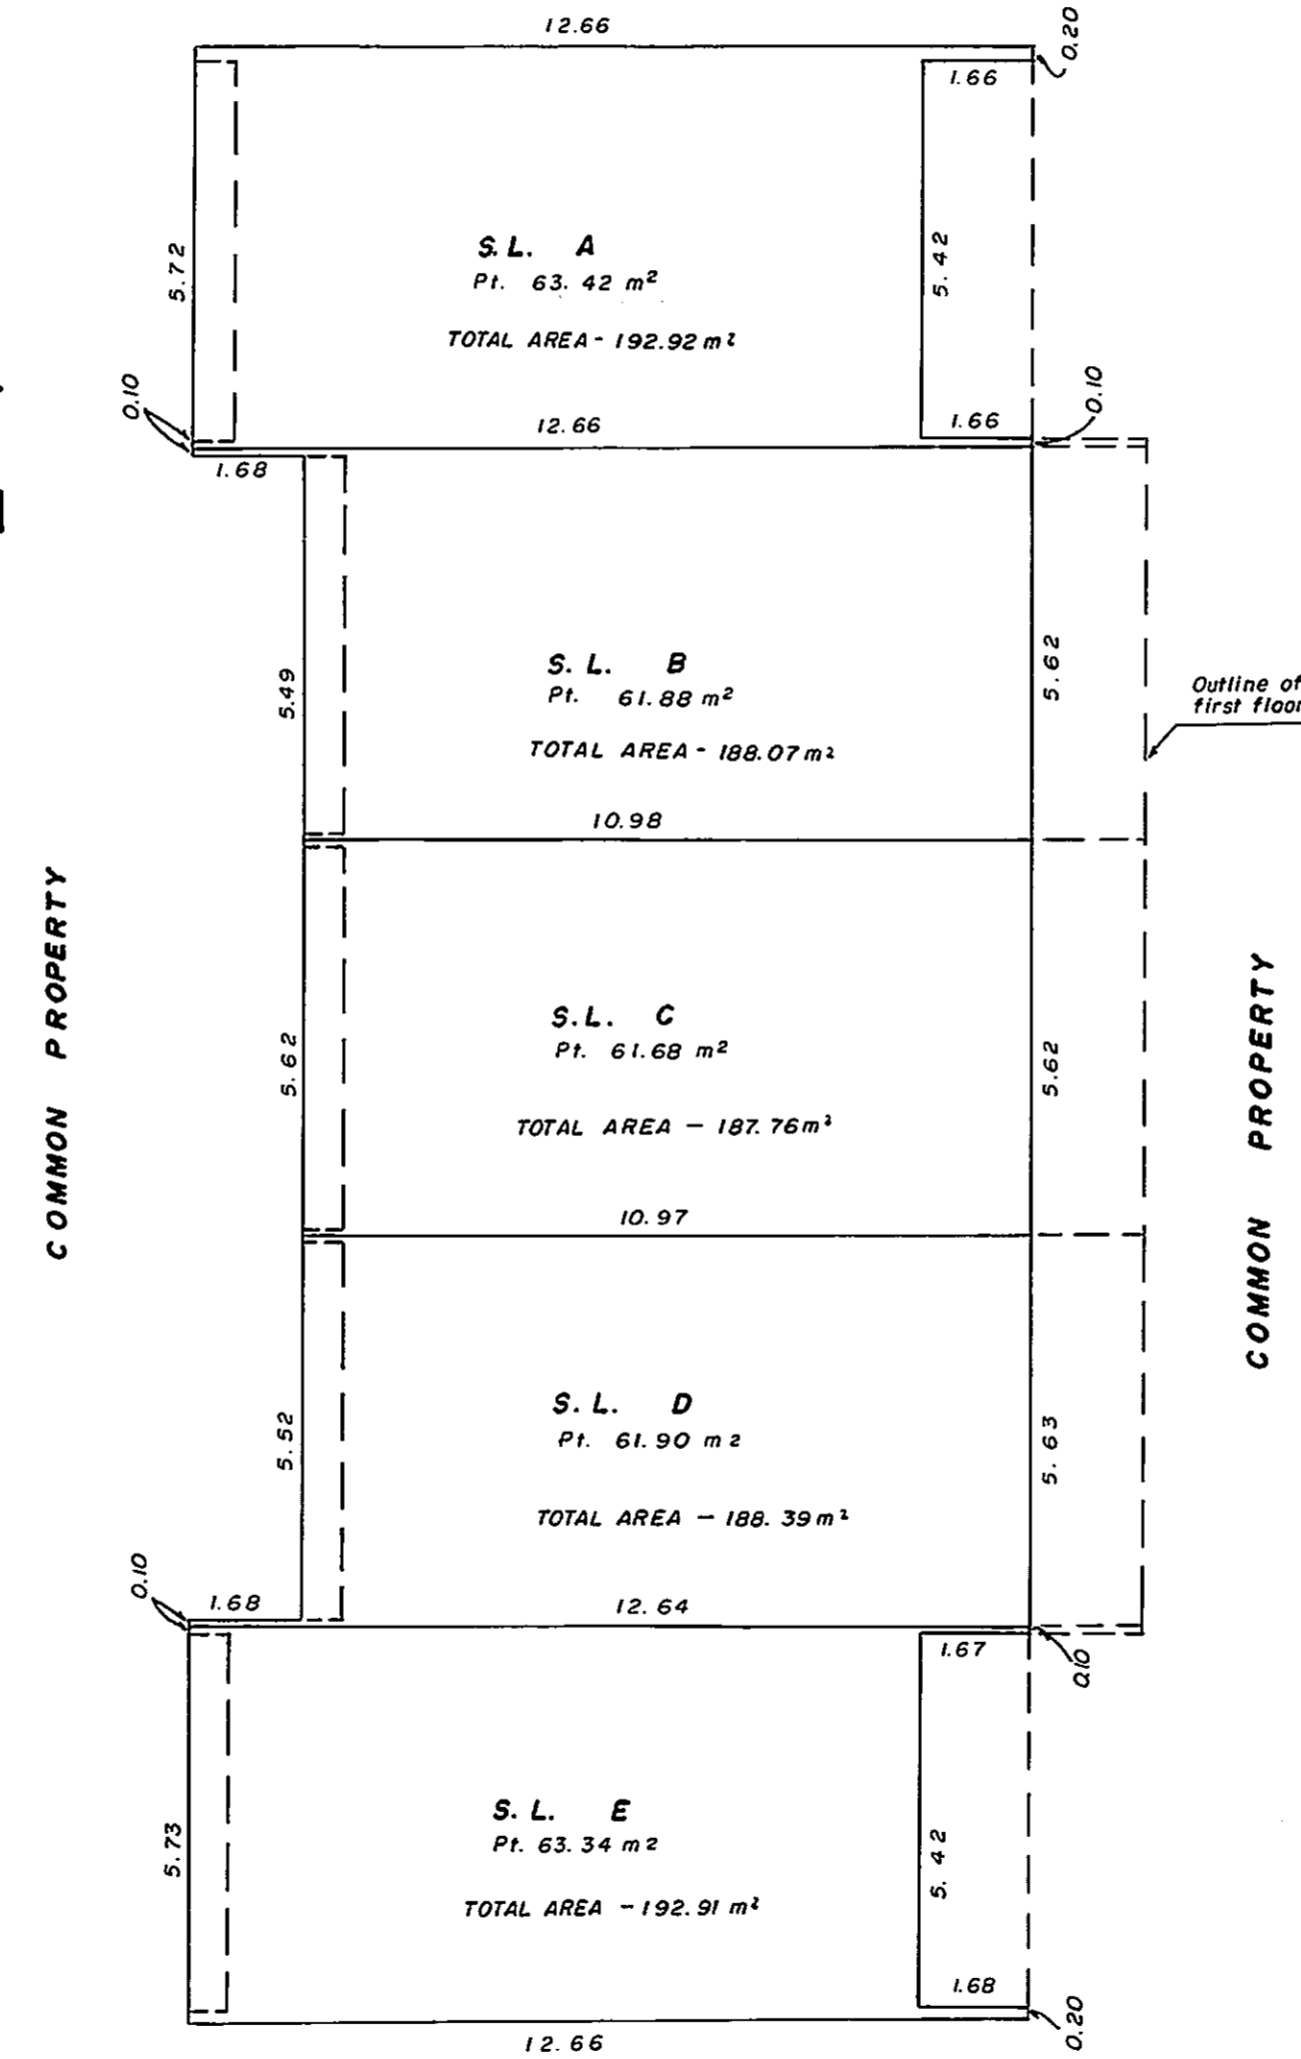 12.66
0.20
1.66
5.72
S.L. A
Pt. 63.42 m²
TOTAL AREA - 192.92 m²
5.42
0.10
12.66
1.66
0.10
1.68
5.49
S.L. B
Pt. 61.88 m²
TOTAL AREA - 188.07 m²
5.62
Outline of
first floor
10.98
COMMON PROPERTY
5.62
S.L. C
Pt. 61.68 m²
TOTAL AREA - 187.76 m²
5.62
COMMON PROPERTY
10.97
5.52
S.L. D
Pt. 61.90 m2
TOTAL AREA - 188.39 m²
5.63
0.10
1.68
12.64
1.67
0.10
5.73
S.L. E
Pt. 63.34 m2
TOTAL AREA - 192.91 m²
5.42
1.68
0.20
12.66